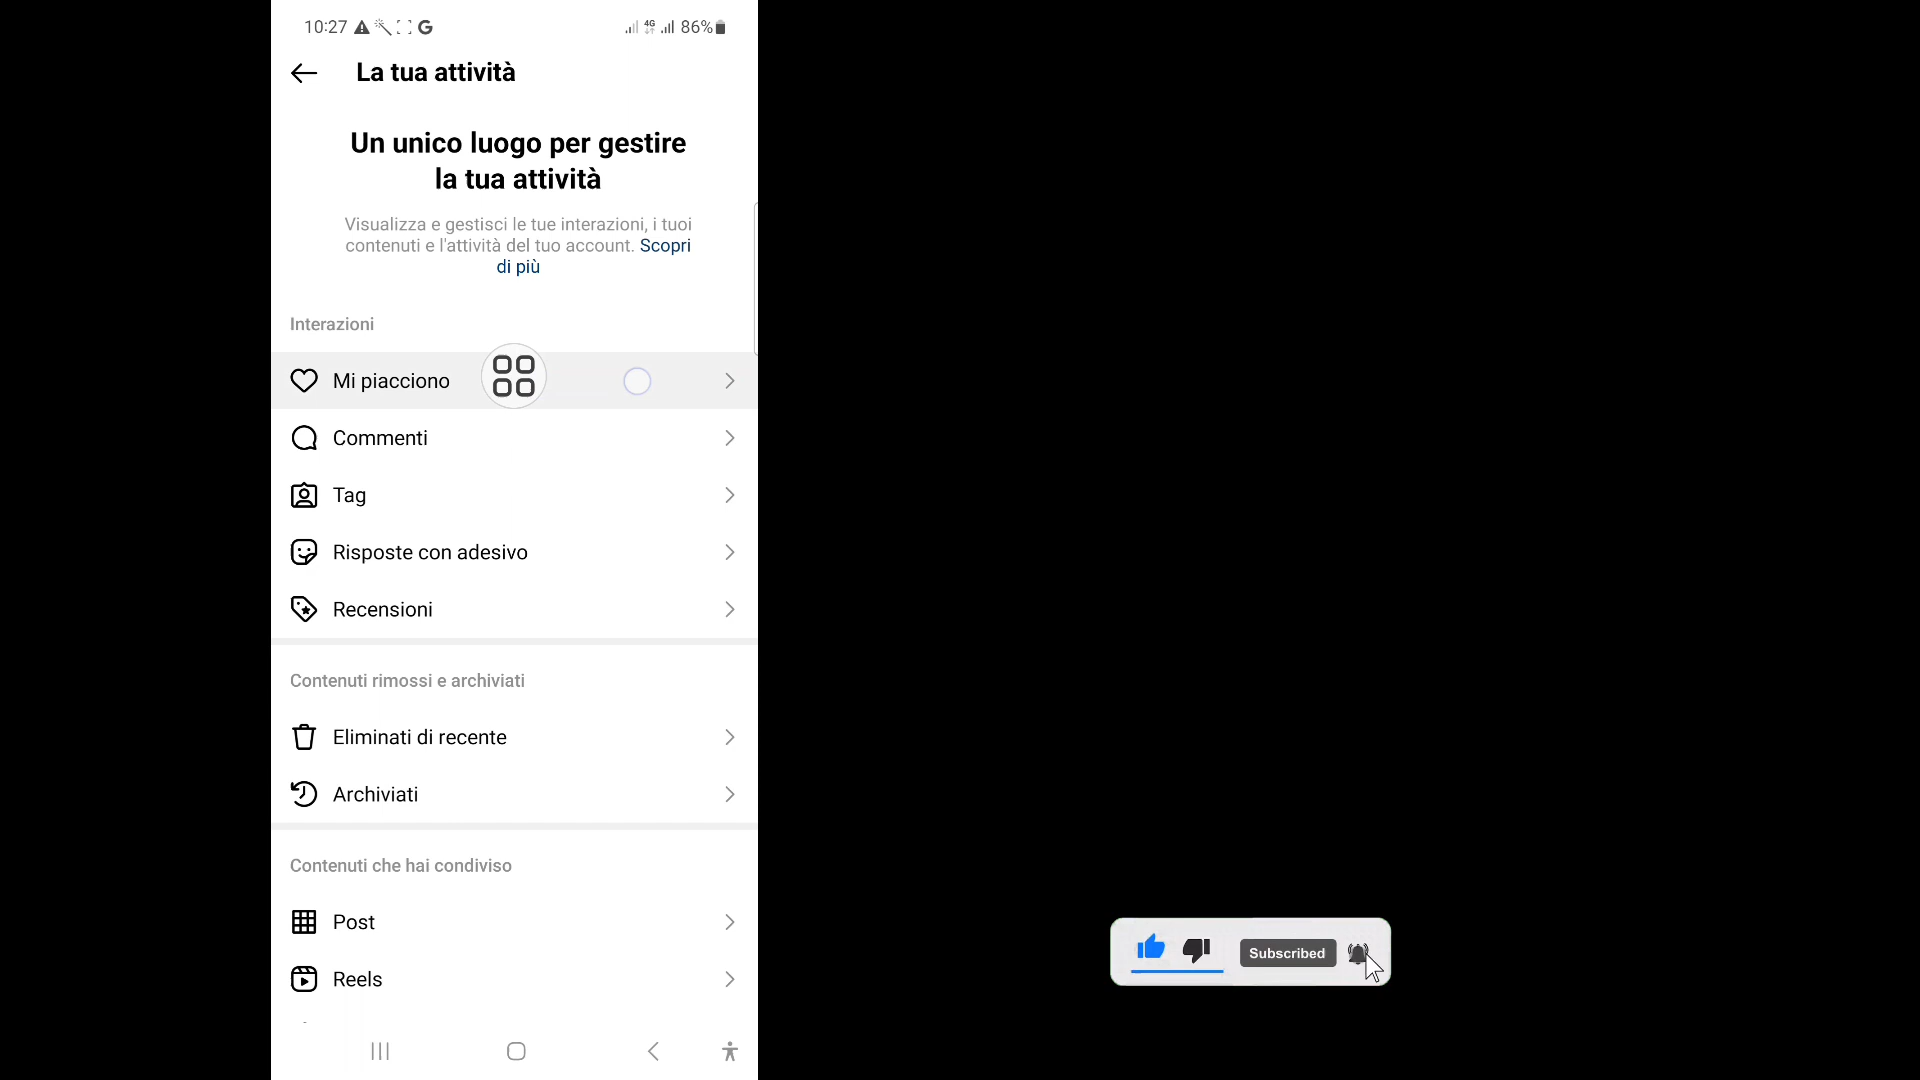 10:27 G 4G 86%
La tua attività
Un unico luogo per gestire
la tua attività
Visualizza e gestisci le tue interazioni, i tuoi
contenuti e l'attività del tuo account. Scopri
di più
Interazioni
Mi piacciono
Commenti
Tag
Risposte con adesivo
Recensioni
Contenuti rimossi e archiviati
Eliminati di recente
Archiviati
Contenuti che hai condiviso
Post
Reels
Subscribed